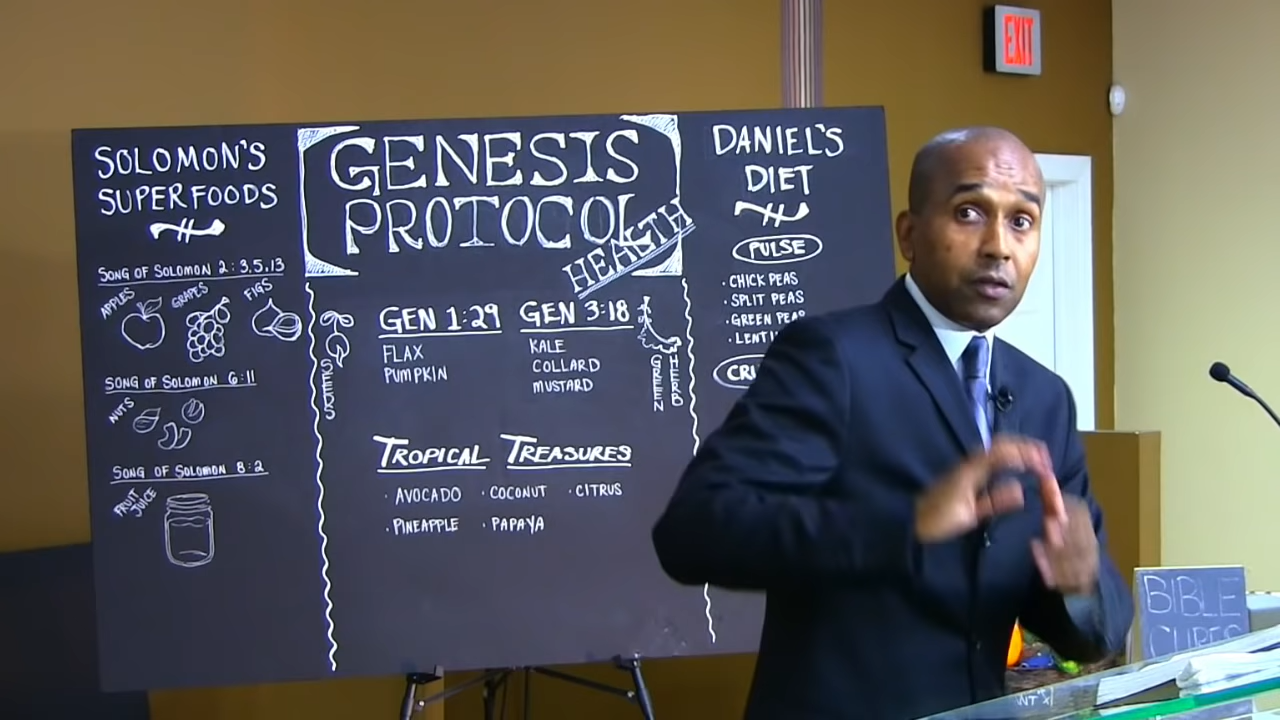 EXIT
SOLOMON'S
SUPERFOODS
SONG OF SOLOMON 2:3,5,13
APPLES
GRAPES
FIGS
SONG OF SOLOMON 6:11
NUTS
SONG OF SOLOMON 8:2
FRUIT
JUICE
GENESIS
PROTOCOL
HEALTH
GEN 1:29
FLAX
PUMPKIN
SEEDS
GEN 3:18
KALE
COLLARD
MUSTARD
GREEN
HERB
TROPICAL TREASURES
· AVOCADO · COCONUT · CITRUS
· PINEAPPLE · PAPAYA
DANIEL'S
DIET
PULSE
· CHICK PEAS
· SPLIT PEAS
· GREEN PEAS
BIBLE
CURES